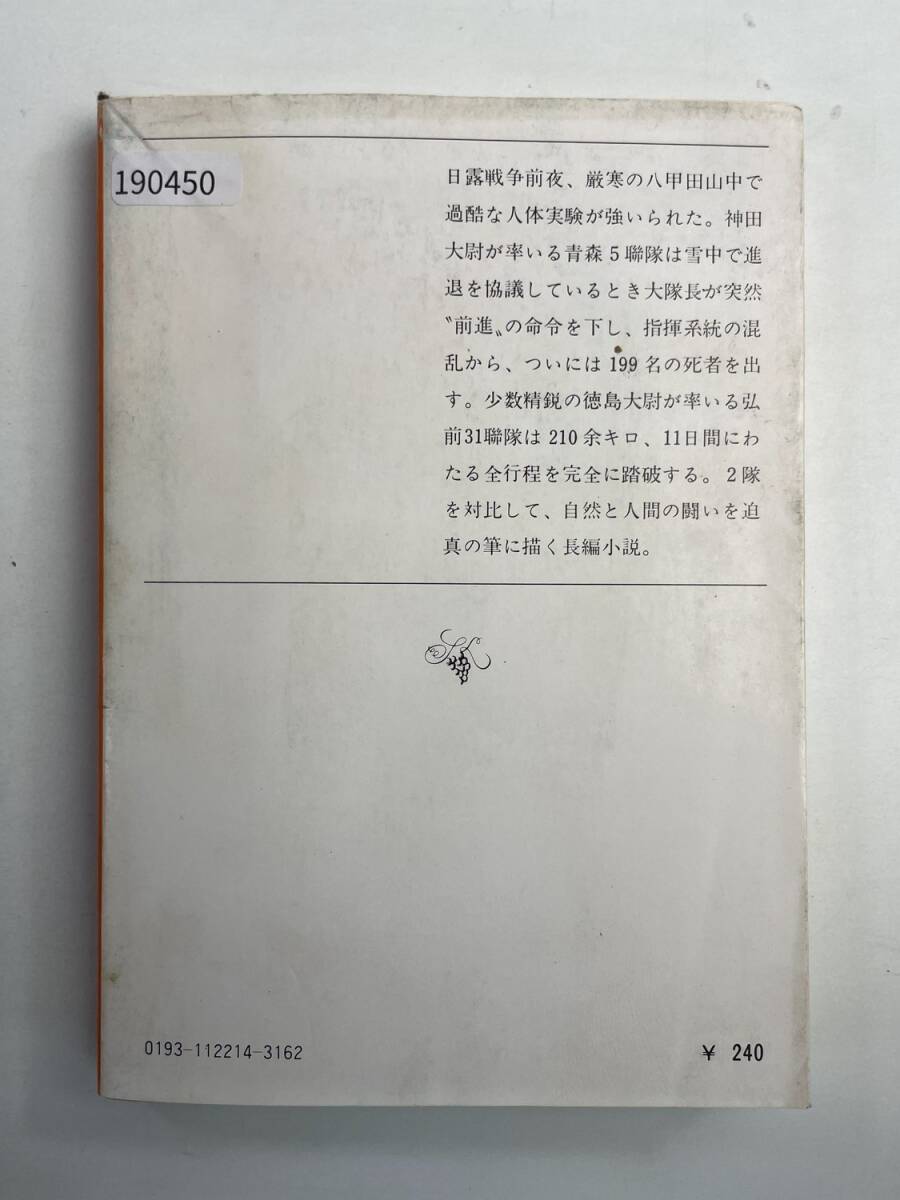 190450
日露戦争前夜、厳寒の八甲田山中で
過酷な人体実験が強いられた。神田
大尉が率いる青森5聯隊は雪中で進
退を協議しているとき大隊長が突然
〝前進〟の命令を下し、指揮系統の混
乱から、ついには199名の死者を出
す。少数精鋭の徳島大尉が率いる弘
前31聯隊は210余キロ、11日間にわ
たる全行程を完全に踏破する。2隊
を対比して、自然と人間の闘いを迫
真の筆に描く長編小説。
SK
0193-112214-3162
¥ 240